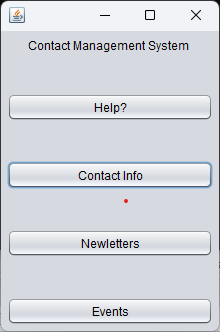 Contact Management System
Help?
Contact Info
Newletters
Events